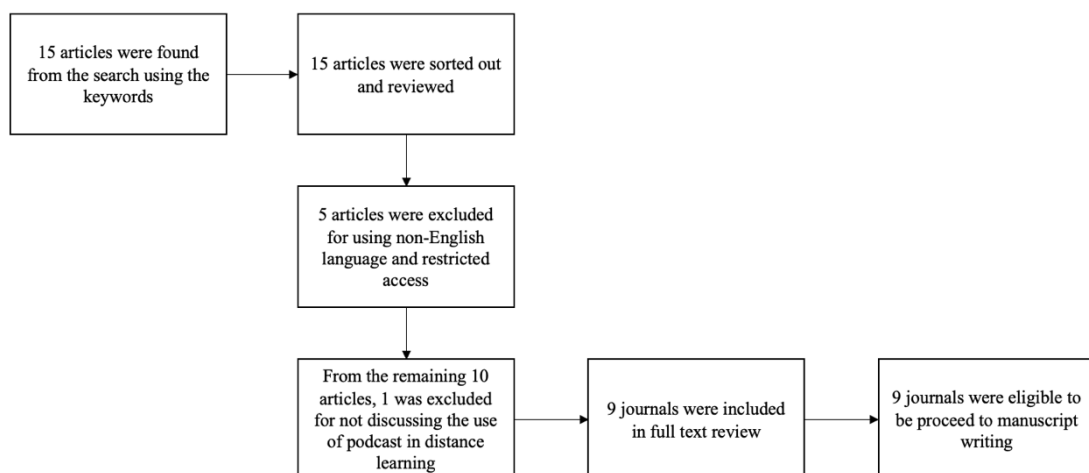 15 articles were found
from the search using the
keywords
15 articles were sorted out
and reviewed
5 articles were excluded
for using non-English
language and restricted
access
From the remaining 10
articles, 1 was excluded
for not discussing the use
of podcast in distance
learning
9 journals were included
in full text review
9 journals were eligible to
be proceed to manuscript
writing